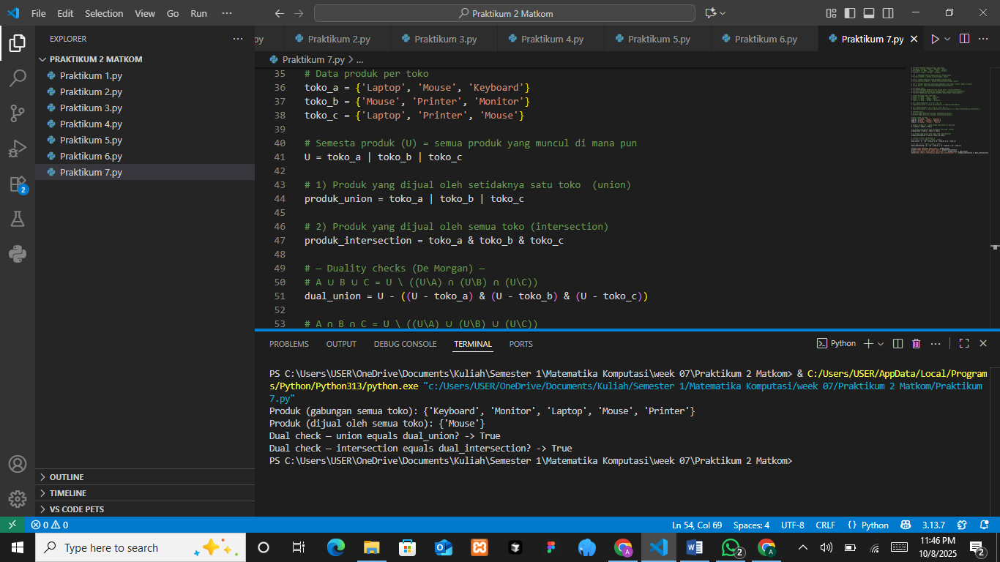 File Edit Selection View Go Run ···
Praktikum 2 Matkom
EXPLORER ···
PRAKTIKUM 2 MATKOM
Praktikum 1.py
Praktikum 2.py
Praktikum 3.py
Praktikum 4.py
Praktikum 5.py
Praktikum 6.py
Praktikum 7.py
2
OUTLINE
TIMELINE
VS CODE PETS
py Praktikum 2.py Praktikum 3.py Praktikum 4.py Praktikum 5.py Praktikum 6.py Praktikum 7.py
Praktikum 7.py > ...
35 # Data produk per toko
36 toko_a = {'Laptop', 'Mouse', 'Keyboard'}
37 toko_b = {'Mouse', 'Printer', 'Monitor'}
38 toko_c = {'Laptop', 'Printer', 'Mouse'}
39
40 # Semesta produk (U) = semua produk yang muncul di mana pun
41 U = toko_a | toko_b | toko_c
42
43 # 1) Produk yang dijual oleh setidaknya satu toko  (union)
44 produk_union = toko_a | toko_b | toko_c
45
46 # 2) Produk yang dijual oleh semua toko (intersection)
47 produk_intersection = toko_a & toko_b & toko_c
48
49 # — Duality checks (De Morgan) —
50 # A ∪ B ∪ C = U \ ((U\A) ∩ (U\B) ∩ (U\C))
51 dual_union = U - ((U - toko_a) & (U - toko_b) & (U - toko_c))
52
53 # A ∩ B ∩ C = U \ ((U\A) ∪ (U\B) ∪ (U\C))
PROBLEMS OUTPUT DEBUG CONSOLE TERMINAL PORTS Python ···
PS C:\Users\USER\OneDrive\Documents\Kuliah\Semester 1\Matematika Komputasi\week 07\Praktikum 2 Matkom> & C:/Users/USER/AppData/Local/Program
s/Python/Python313/python.exe "c:/Users/USER/OneDrive/Documents/Kuliah/Semester 1/Matematika Komputasi/week 07/Praktikum 2 Matkom/Praktikum
7.py"
Produk (gabungan semua toko): {'Keyboard', 'Monitor', 'Laptop', 'Mouse', 'Printer'}
Produk (dijual oleh semua toko): {'Mouse'}
Dual check — union equals dual_union? -> True
Dual check — intersection equals dual_intersection? -> True
PS C:\Users\USER\OneDrive\Documents\Kuliah\Semester 1\Matematika Komputasi\week 07\Praktikum 2 Matkom>
0 0 Ln 54, Col 69 Spaces: 4 UTF-8 CRLF {} Python 3.13.7
Type here to search
A
2
A
11:46 PM
10/8/2025
2